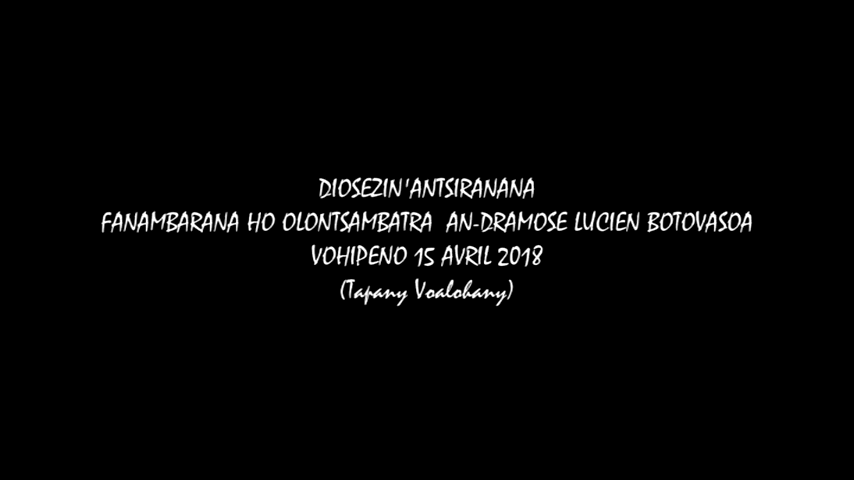 DIOSEZIN'ANTSIRANANA
FANAMBARANA HO OLONTSAMBATRA AN-DRAMOSE LUCIEN BOTOVASOA
VOHIPENO 15 AVRIL 2018
(Tapany Voalohany)